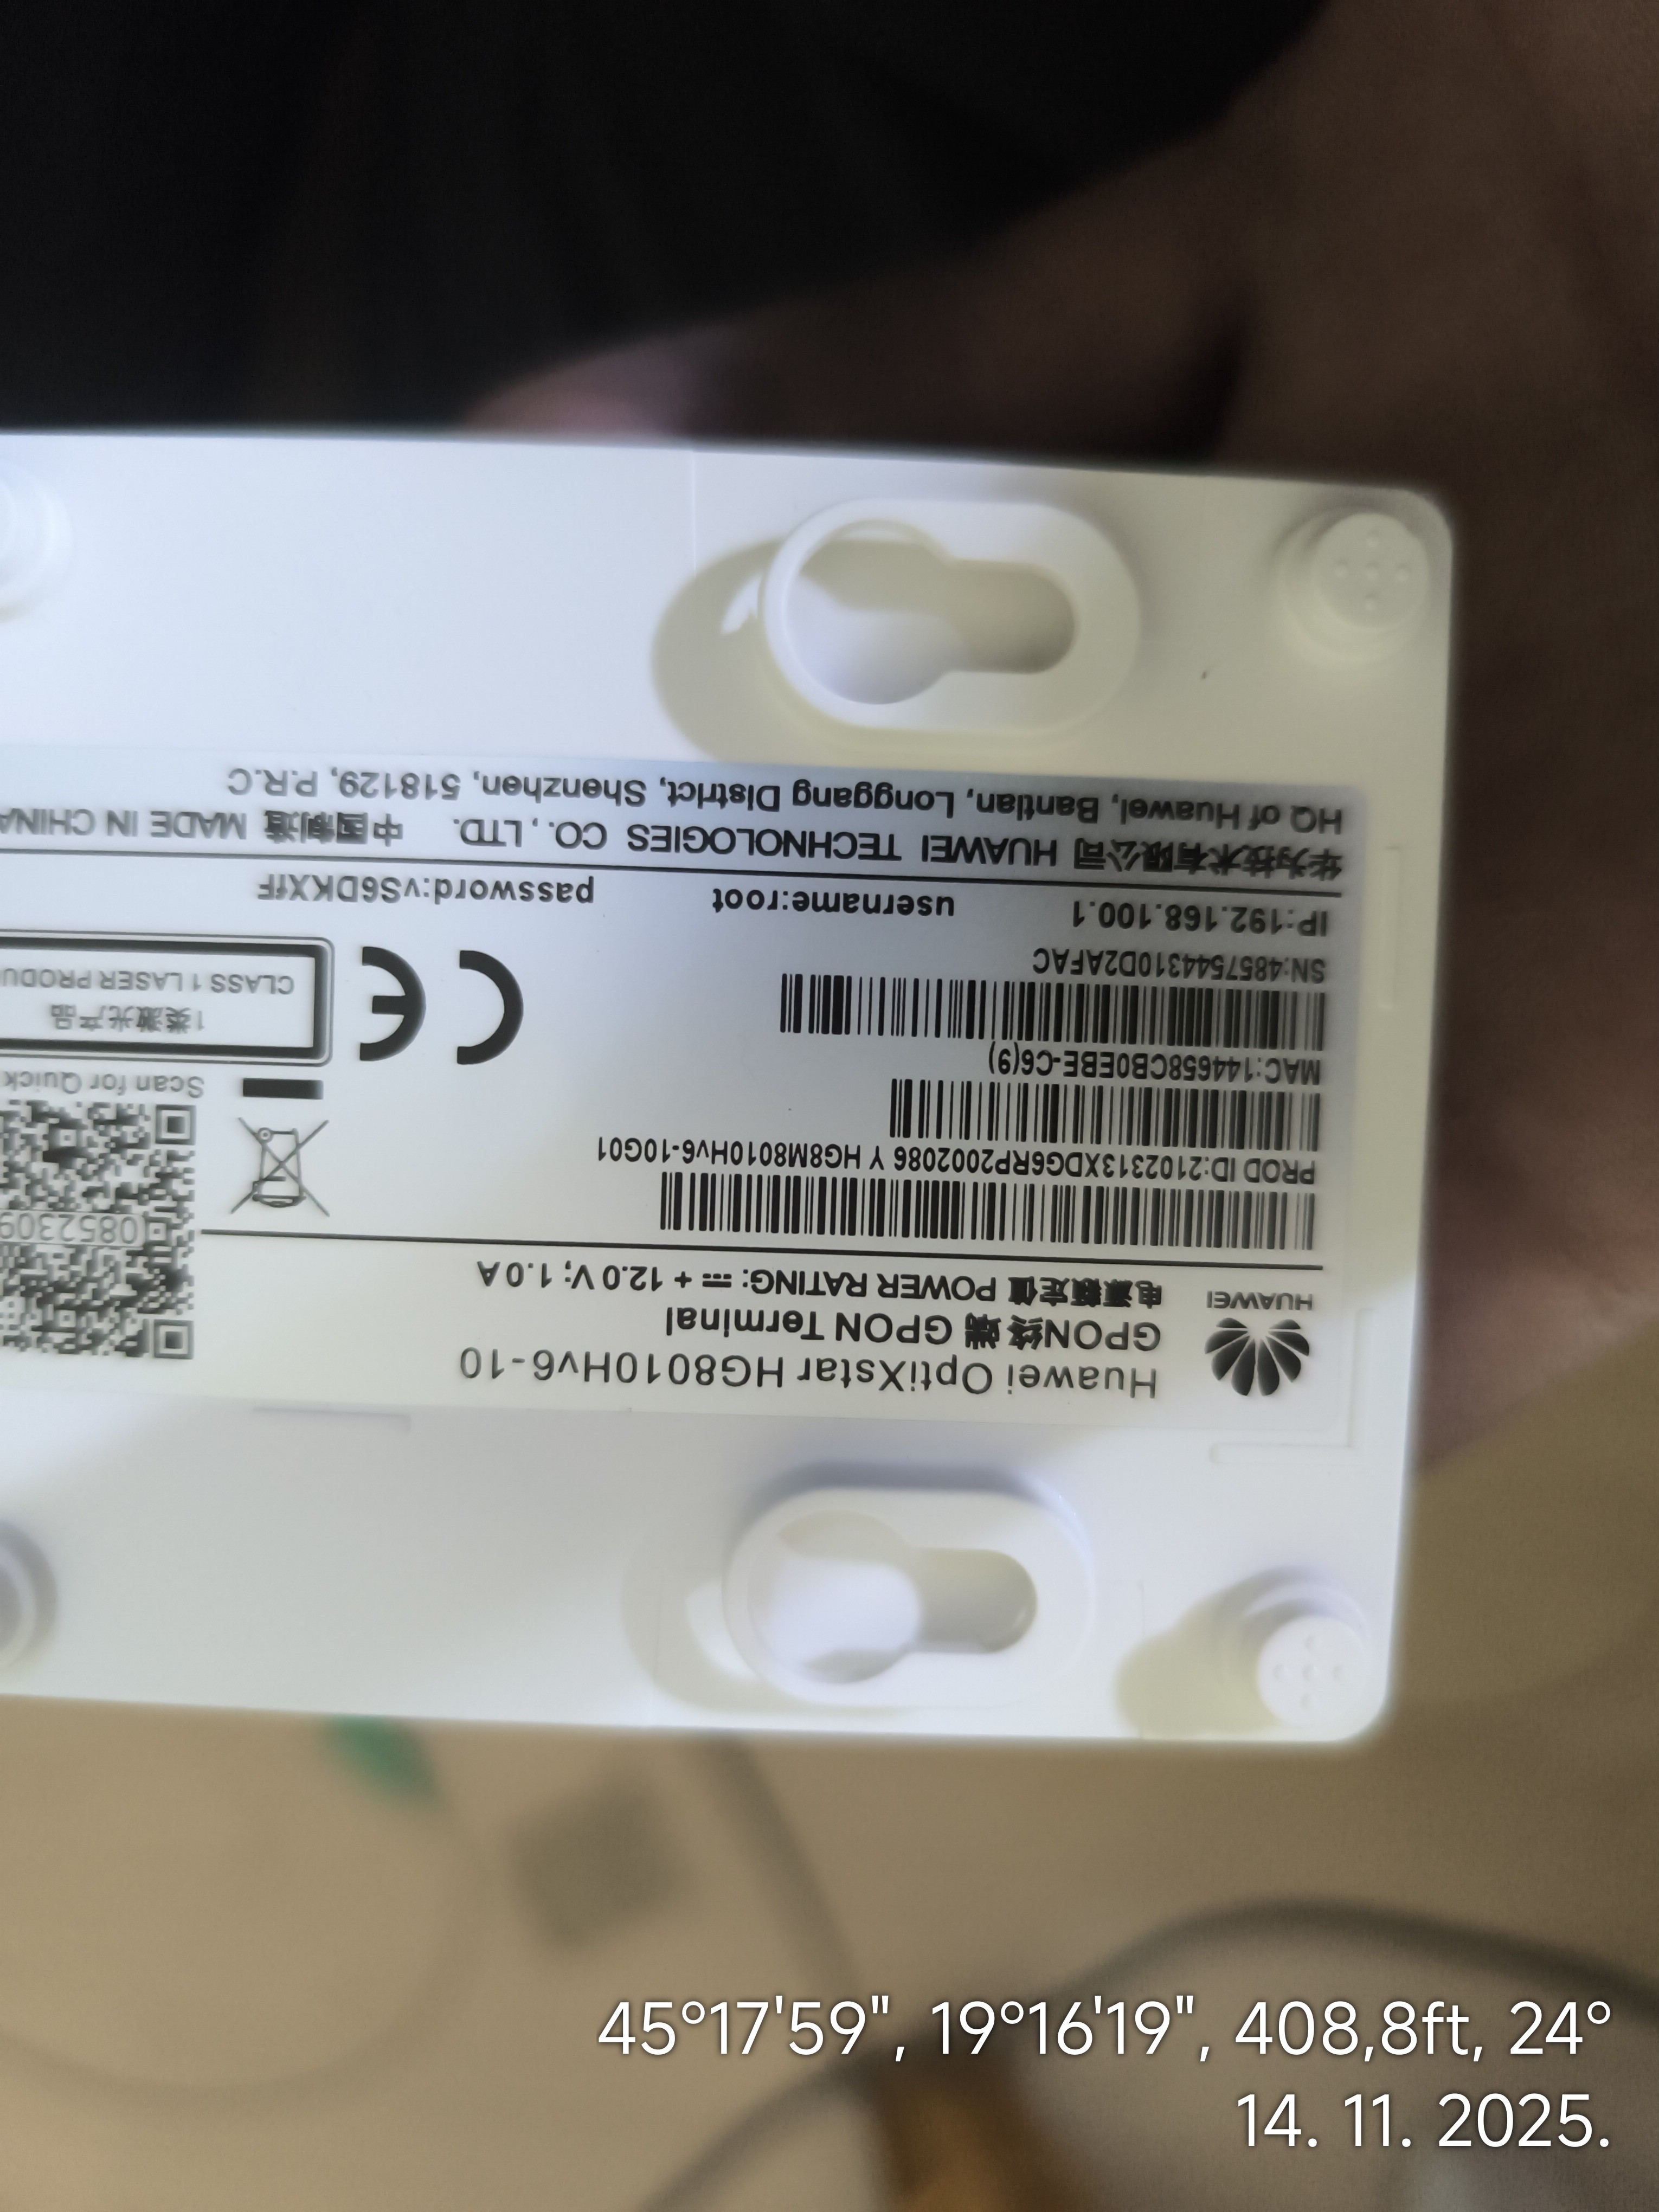 Huawei OptiXstar HG8010Hv6-10
GPON终端 GPON Terminal
HUAWEI
电源额定值 POWER RATING: ⎓ + 12.0 V; 1.0 A
PROD ID:2102313XDG6RP2002086 Y HG8M8010Hv6-10G01
0852309
MAC:144658CB0EBE-C6(9)
Scan for Quick
SN:4857544310D2AFAC
1类激光产品
CLASS 1 LASER PRODU
CE
IP:192.168.100.1 username:root password:vS6DKXfF
华为技术有限公司 HUAWEI TECHNOLOGIES CO., LTD. 中国制造 MADE IN CHINA
HQ of Huawei, Bantian, Longgang District, Shenzhen, 518129, P.R.C
45°17'59", 19°16'19", 408,8ft, 24°
14. 11. 2025.